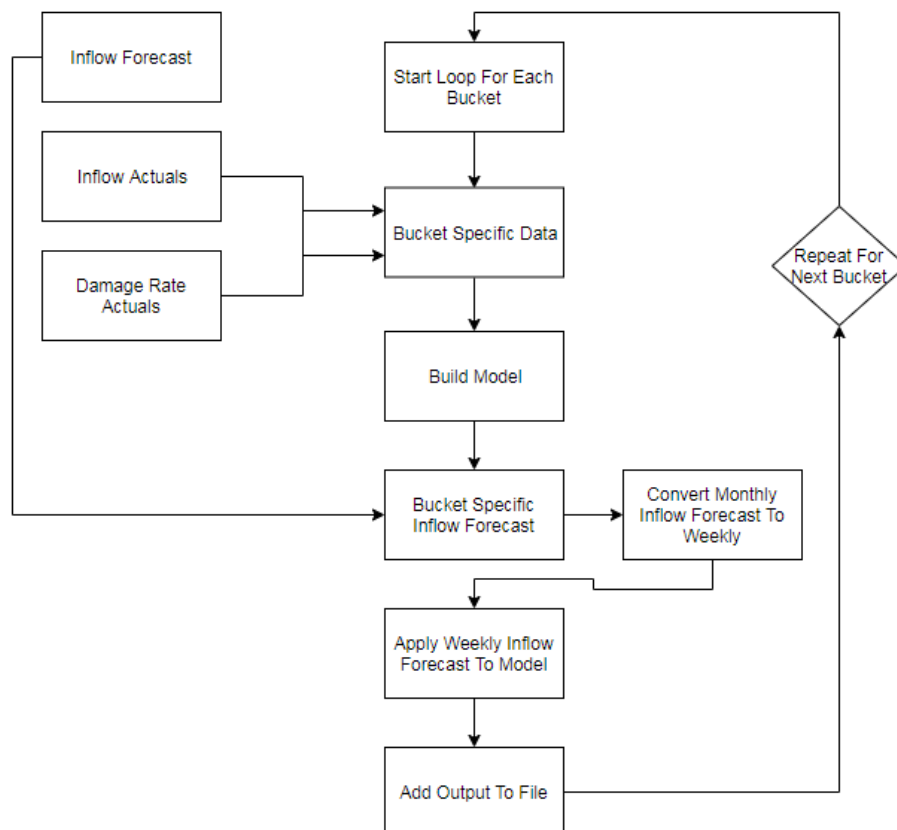 Inflow Forecast
Start Loop For Each
Bucket
Inflow Actuals
Bucket Specific Data
Damage Rate
Actuals
Repeat For
Next Bucket
Build Model
Bucket Specific
Inflow Forecast
Convert Monthly
Inflow Forecast To
Weekly
Apply Weekly Inflow
Forecast To Model
Add Output To File